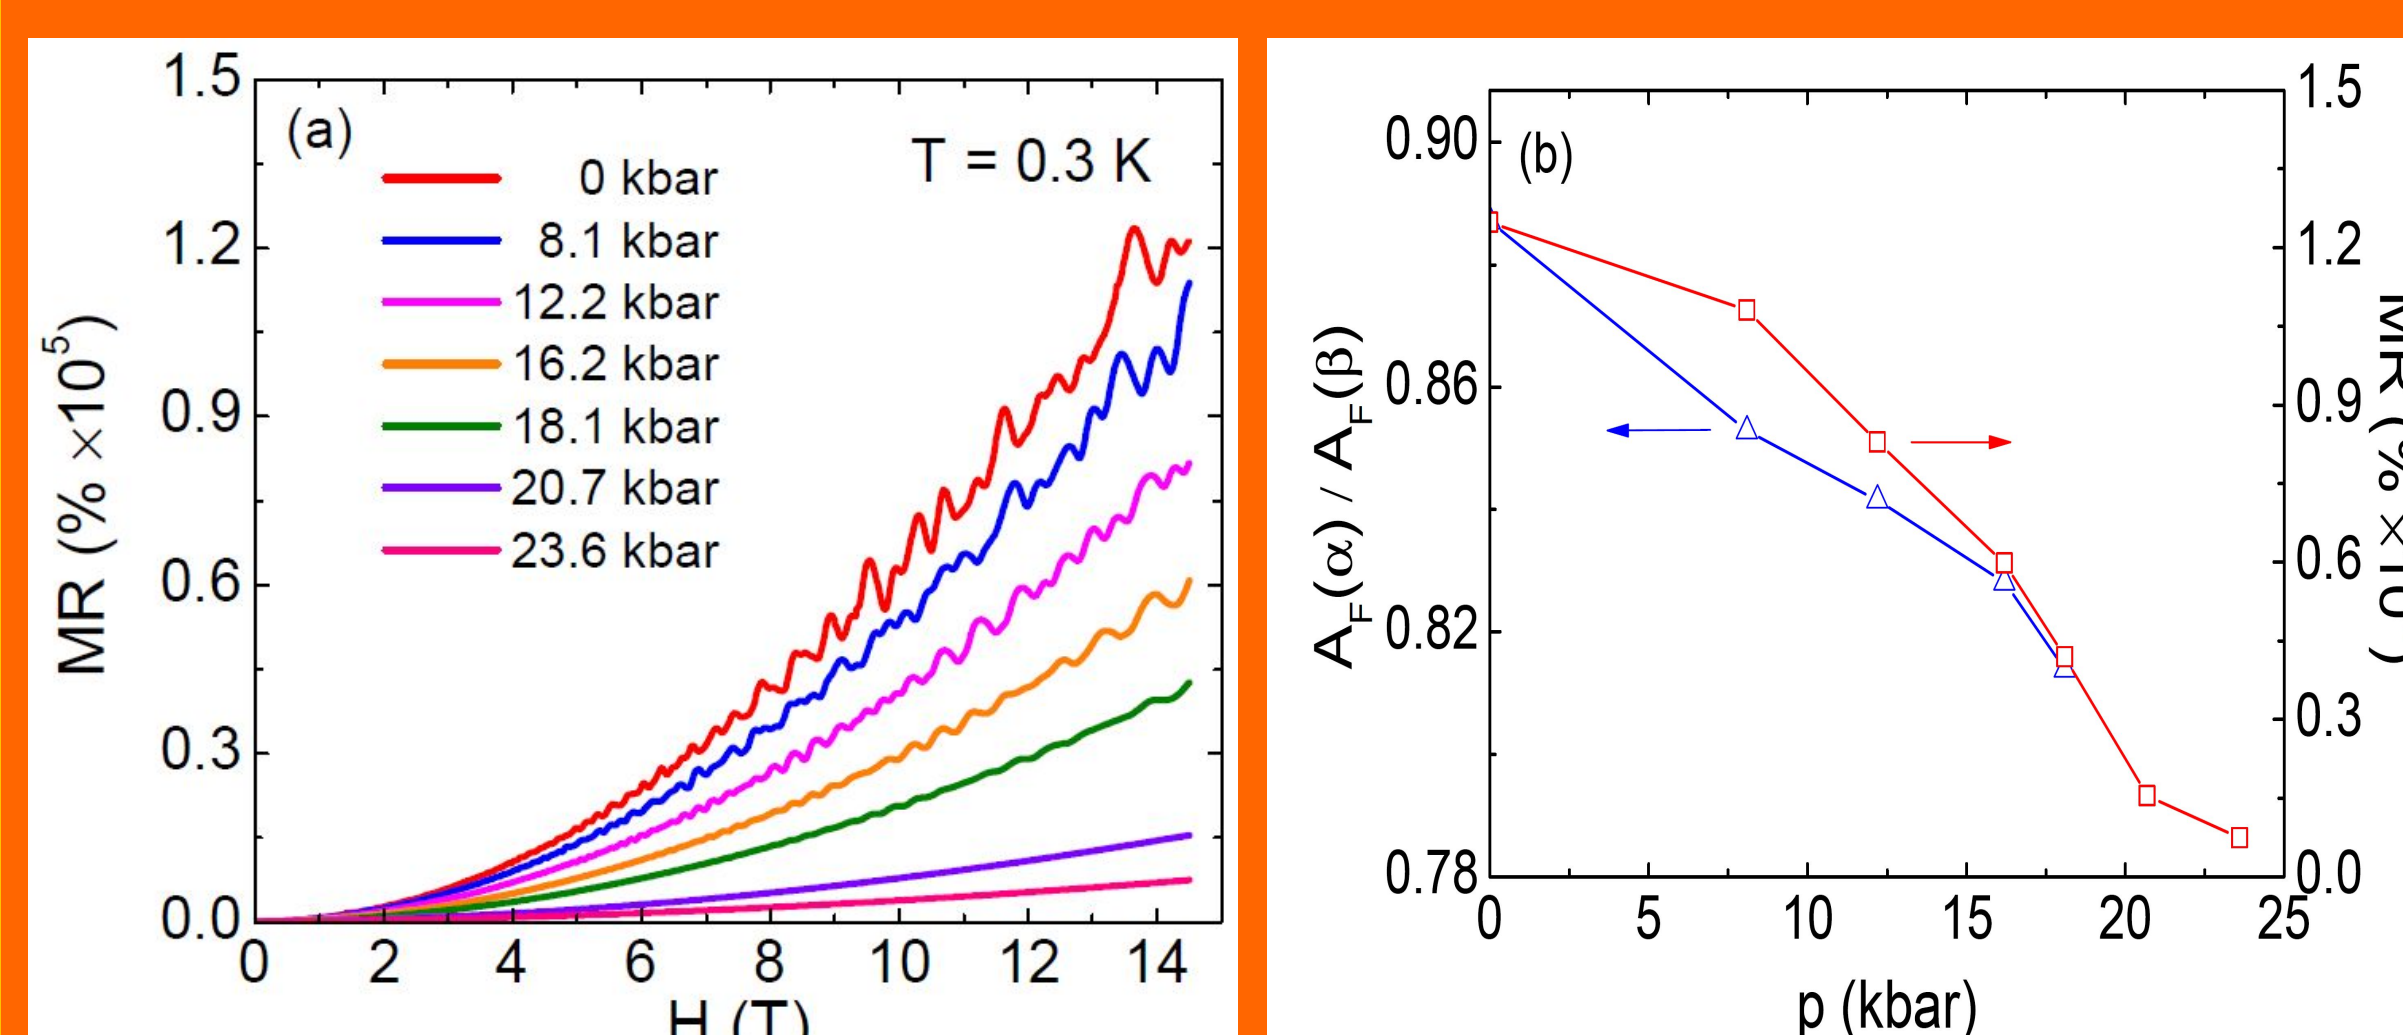 (a)
T = 0.3 K
0 kbar
8.1 kbar
12.2 kbar
16.2 kbar
18.1 kbar
20.7 kbar
23.6 kbar
MR (% ×10⁵)
1.5
1.2
0.9
0.6
0.3
0.0
0 2 4 6 8 10 12 14
H (T)
(b)
A_F(α) / A_F(β)
0.90
0.86
0.82
0.78
1.5
1.2
0.9
0.6
0.3
0.0
MR (% ×10 )
0 5 10 15 20 25
p (kbar)